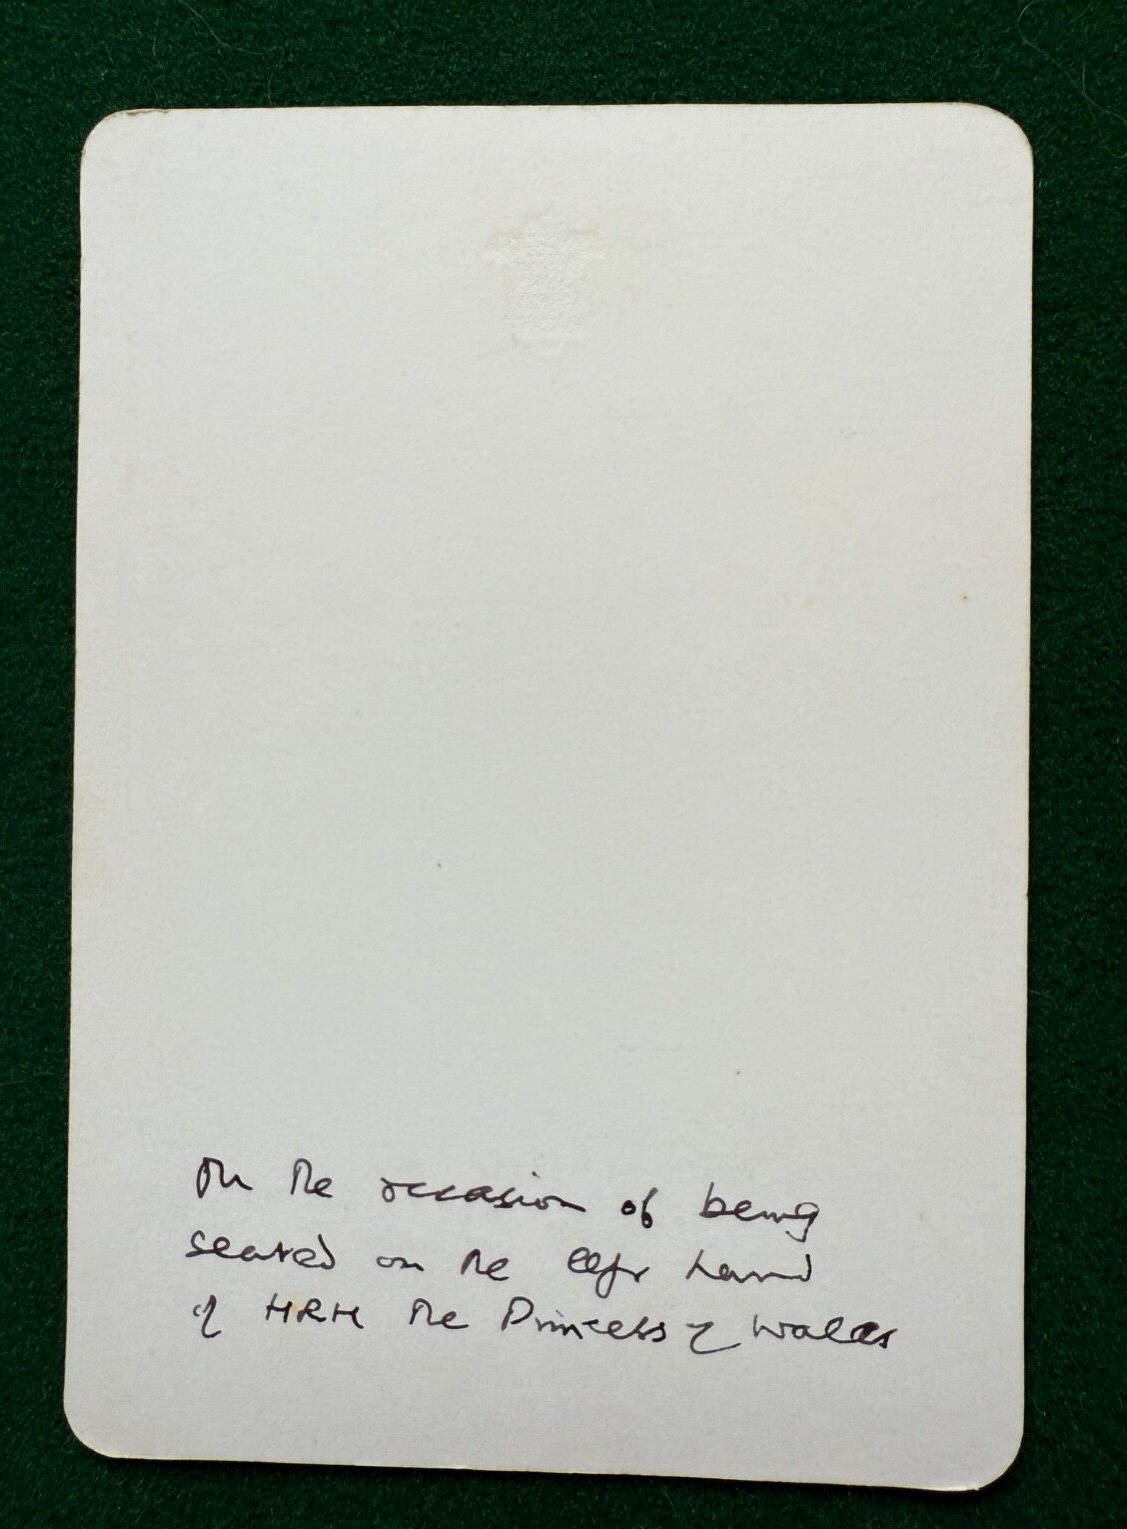 On the occasion of being
seated on the left hand
of HRH the Princess of Wales